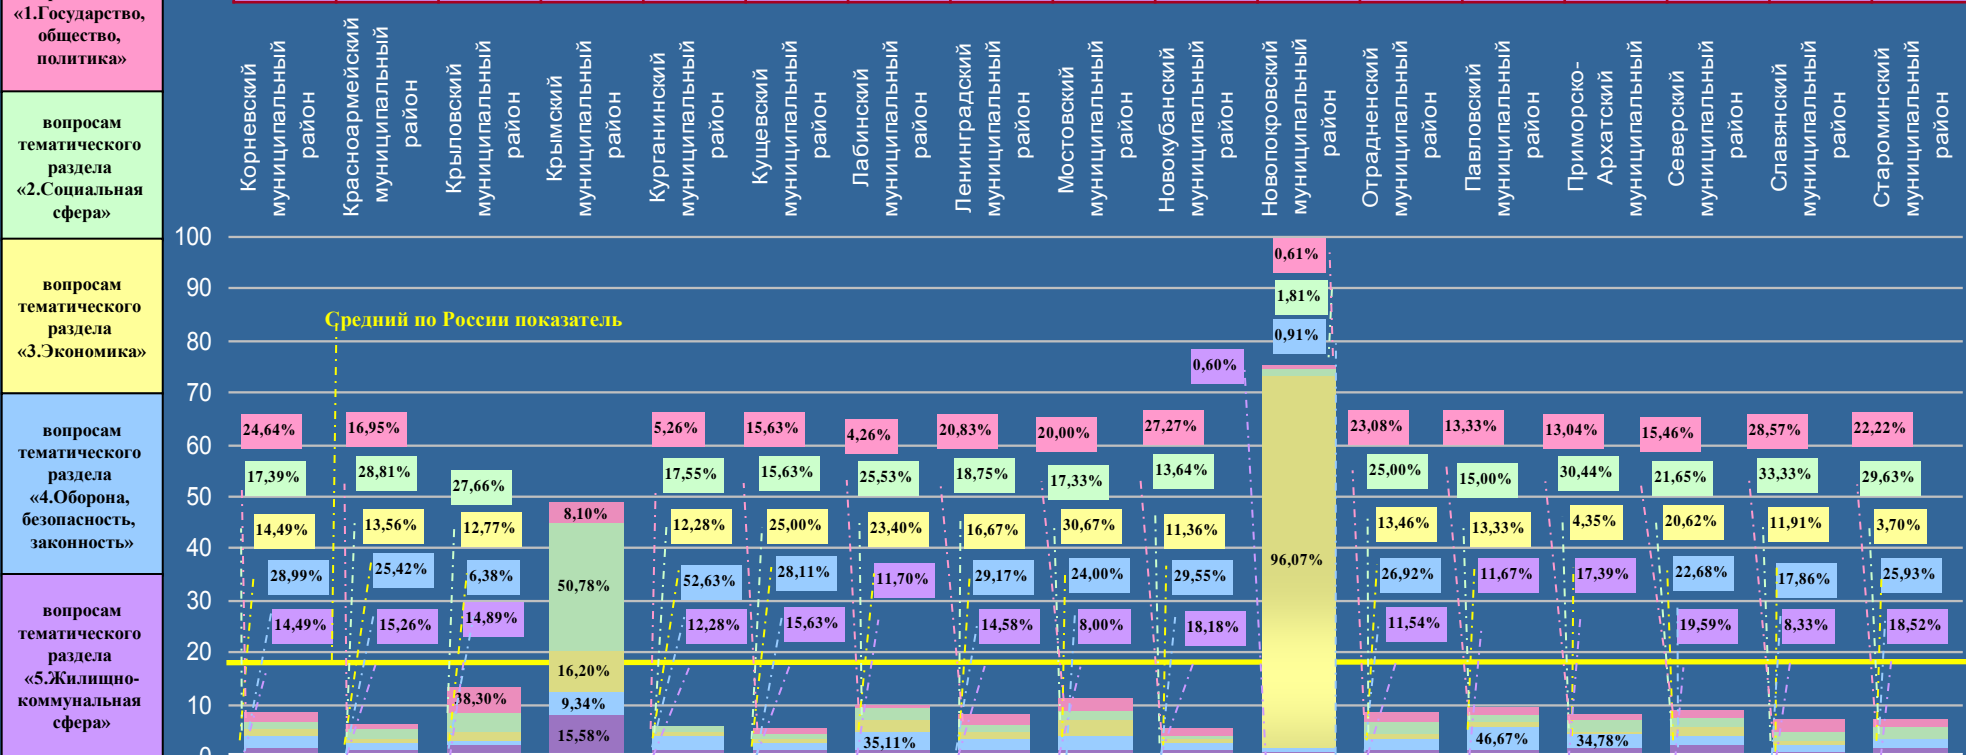 «1.Государство,
общество,
политика»
вопросам
тематического
раздела
«2.Социальная
сфера»
вопросам
тематического
раздела
«3.Экономика»
вопросам
тематического
раздела
«4.Оборона,
безопасность,
законность»
вопросам
тематического
раздела
«5.Жилищно-
коммунальная
сфера»
Корневский
муниципальный
район
Красноармейский
муниципальный
район
Крыловский
муниципальный
район
Крымский
муниципальный
район
Курганинский
муниципальный
район
Кущевский
муниципальный
район
Лабинский
муниципальный
район
Ленинградский
муниципальный
район
Мостовский
муниципальный
район
Новокубанский
муниципальный
район
Новопокровский
муниципальный
район
Отрадненский
муниципальный
район
Павловский
муниципальный
район
Приморско-
Архатский
муниципальный
район
Северский
муниципальный
район
Славянский
муниципальный
район
Староминский
муниципальный
район
100
90
80
70
60
50
40
30
20
10
0
Средний по России показатель
24,64%
17,39%
14,49%
28,99%
14,49%
16,95%
28,81%
13,56%
25,42%
15,26%
27,66%
12,77%
6,38%
14,89%
38,30%
8,10%
50,78%
16,20%
9,34%
15,58%
5,26%
17,55%
12,28%
52,63%
12,28%
15,63%
15,63%
25,00%
28,11%
15,63%
4,26%
25,53%
23,40%
11,70%
35,11%
20,83%
18,75%
16,67%
29,17%
14,58%
20,00%
17,33%
30,67%
24,00%
8,00%
27,27%
13,64%
11,36%
29,55%
18,18%
0,61%
1,81%
0,91%
0,60%
96,07%
23,08%
25,00%
13,46%
26,92%
11,54%
13,33%
15,00%
13,33%
11,67%
46,67%
13,04%
30,44%
4,35%
17,39%
34,78%
15,46%
21,65%
20,62%
22,68%
19,59%
28,57%
33,33%
11,91%
17,86%
8,33%
22,22%
29,63%
3,70%
25,93%
18,52%